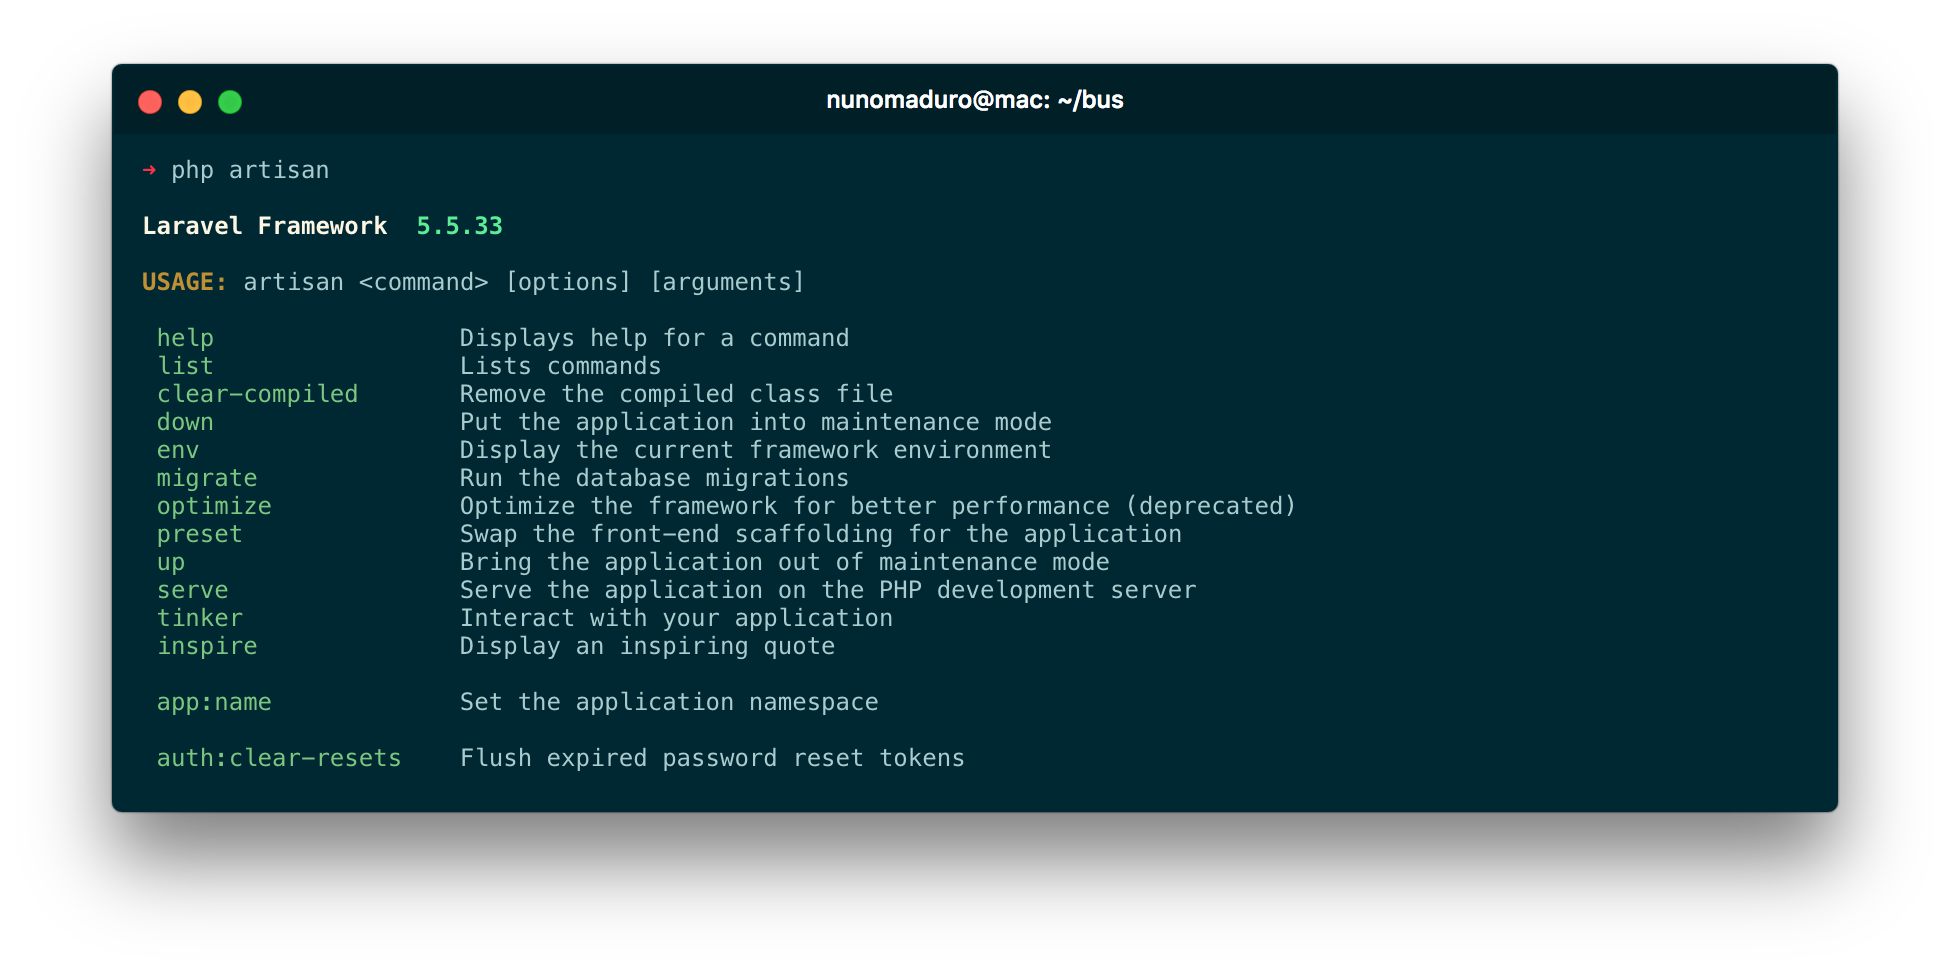 nunomaduro@mac: ~/bus
➜ php artisan
Laravel Framework  5.5.33
USAGE: artisan <command> [options] [arguments]
help Displays help for a command
list Lists commands
clear-compiled Remove the compiled class file
down Put the application into maintenance mode
env Display the current framework environment
migrate Run the database migrations
optimize Optimize the framework for better performance (deprecated)
preset Swap the front-end scaffolding for the application
up Bring the application out of maintenance mode
serve Serve the application on the PHP development server
tinker Interact with your application
inspire Display an inspiring quote
app:name Set the application namespace
auth:clear-resets Flush expired password reset tokens